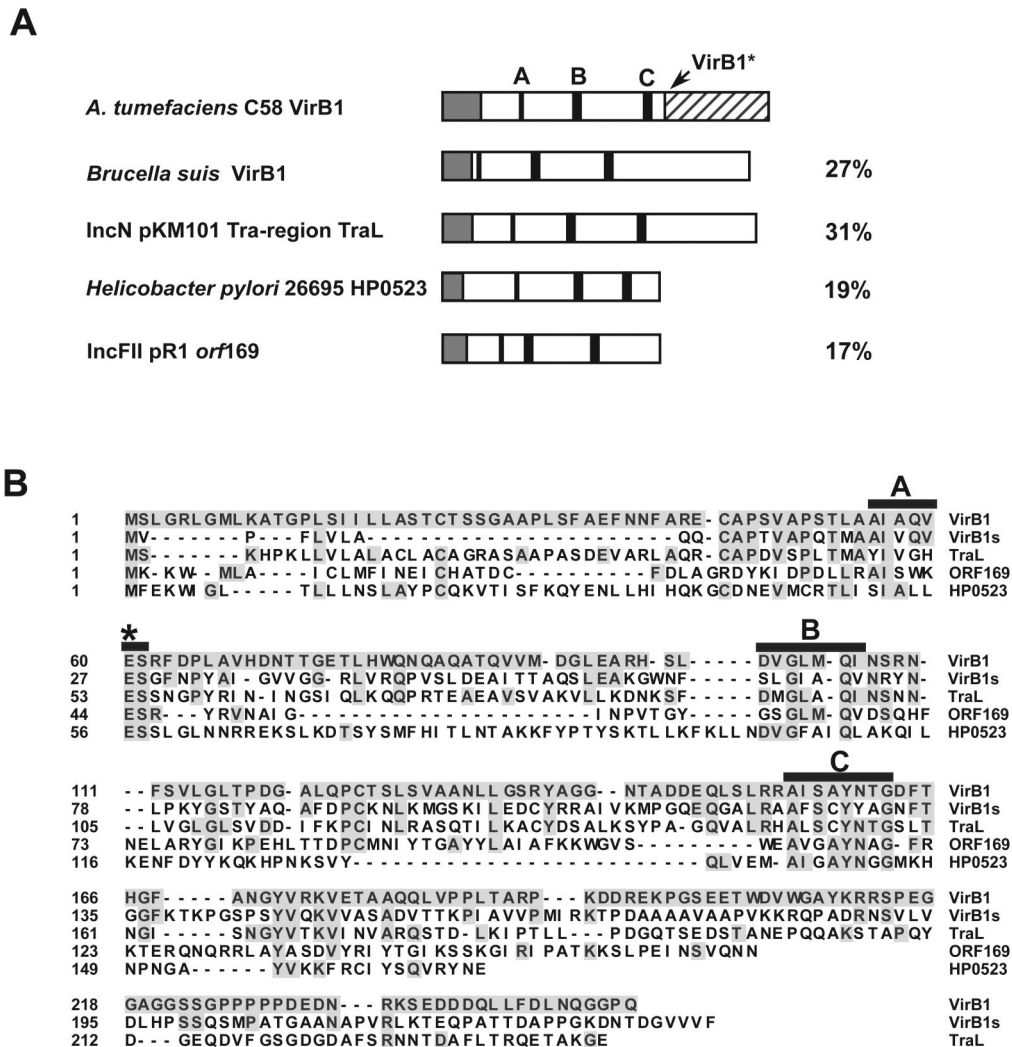 A
VirB1*
A B C
A. tumefaciens C58 VirB1
Brucella suis VirB1 27%
IncN pKM101 Tra-region TraL 31%
Helicobacter pylori 26695 HP0523 19%
IncFII pR1 orf169 17%
B
A
1 MSLGRLGMLKATGPLSIILLASTCTSSGAAPLSFAEFNNFARE-CAPSVAPSTLAAIAQV VirB1
1 MV-------P--FLVLA----------------------QQ-CAPTVAPQTMAAIVQV VirB1s
1 MS-------KHPKLLVLALACLACAGRASAAPASDEVARLAQR-CAPDVSPLTMAYIVGH TraL
1 MK-KW--MLA----ICLMFINEICHATDC--------FDLAGRDYKIDPDLLRAISWKE ORF169
1 MFEKWIGL-----TLLLLNSLAYPCQKVTISFKQYENLLHIHQKGCDNEVMCRTLISIALL HP0523
*
B
60 ESRFDPLAVHDNTTGETLHWQNQAQATQVVM-DGLEARH-SL-----DVGLM-QINSRN- VirB1
27 ESGFNPYAI-GVVGG-RLVRQPVSLDEAITTAQSLEAKGWNF-----SLGIA-QVNRYN- VirB1s
53 ESNGPYRIN-INGSIQLKQQPRTEAEAVSVAKVLLKDNKSF------DMGLA-QINSNN- TraL
44 ESR----YRVNAIG----------------------INPVTGY-----GSGLM-QVDSQHF ORF169
56 ESSLGLNNRREKSLKDTSYSMFHITLNTAKKFYPTYSKTLLKFKLLNDVGFAIQLAKQIL HP0523
C
111 --FSVLGLTPDG-ALQPCTSLSVAANLLGSRYAGG--NTADDEQLSLRRAISAYNTGDFT VirB1
78 --LPKYGSTYAQ-AFDPCKNLKMGSKILEDCYRRAIVKMPGQEQGALRAAFSCYYAGNFT VirB1s
105 --LVGLGLSVDD-IFKPCINLRASQTILKACYDSALKSYPA-GQVALRHALSCYNTGSLT TraL
73 NELARYGIKPEHLTTDPCMNIYTGAYYLAIAFKKWGVS-------WEAVGAYNAG-FR ORF169
116 KENFDYYKQKHPNKSVY---------------------QLVEM-AIGAYNGGMKH HP0523
166 HGF-----ANGYVRKVETAAQQLVPPLTARP---KDDREKPGSEETWDVWGAYKRRSPEG VirB1
135 GGFKTKPGSPSYVQKVVASADVTTKPIAVVPMIRKTPDAAAAVAAPVKKRQPADRNSVLV VirB1s
161 NGI-----SNGYVTKVINVARQSTD-LKIPTLL---PDGQTSEDSTANEPQQAKSTAPQY TraL
123 KTERQNQRRLAYASDVYRIYTGIKSSKGIRIPATKKSLPEINSVQNN ORF169
149 NPNGA------YVKKFRCIYSQVRYNE HP0523
218 GAGGSSGPPPPPDEDN---RKSEDDDQLLFDLNQGGPQ VirB1
195 DLHPSSQSMPATGAANAPVRLKTEQPATTDAPPGKDNTDGVVVF VirB1s
212 D---GEQDVFGSGDGDAFSRNNTDAFLTRQETAKGE TraL